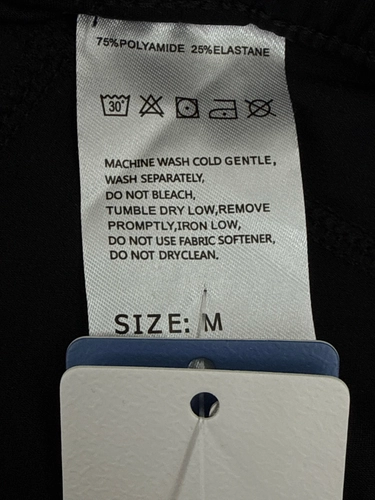 75%POLYAMIDE 25%ELASTANE
30°
MACHINE WASH COLD GENTLE,
WASH SEPARATELY,
DO NOT BLEACH,
TUMBLE DRY LOW,REMOVE
PROMPTLY,IRON LOW,
DO NOT USE FABRIC SOFTENER,
DO NOT DRYCLEAN.
SIZE: M